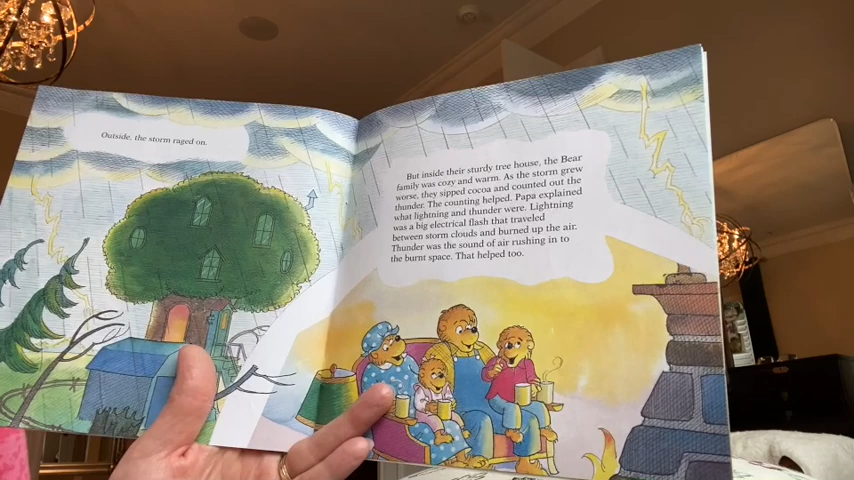 Outside, the storm raged on.
But inside their sturdy tree house, the Bear
family was cozy and warm. As the storm grew
worse, they sipped cocoa and counted out the
thunder. The counting helped. Papa explained
what lightning and thunder were. Lightning
was a big electrical flash that traveled
between storm clouds and burned up the air.
Thunder was the sound of air rushing in to
the burnt space. That helped too.